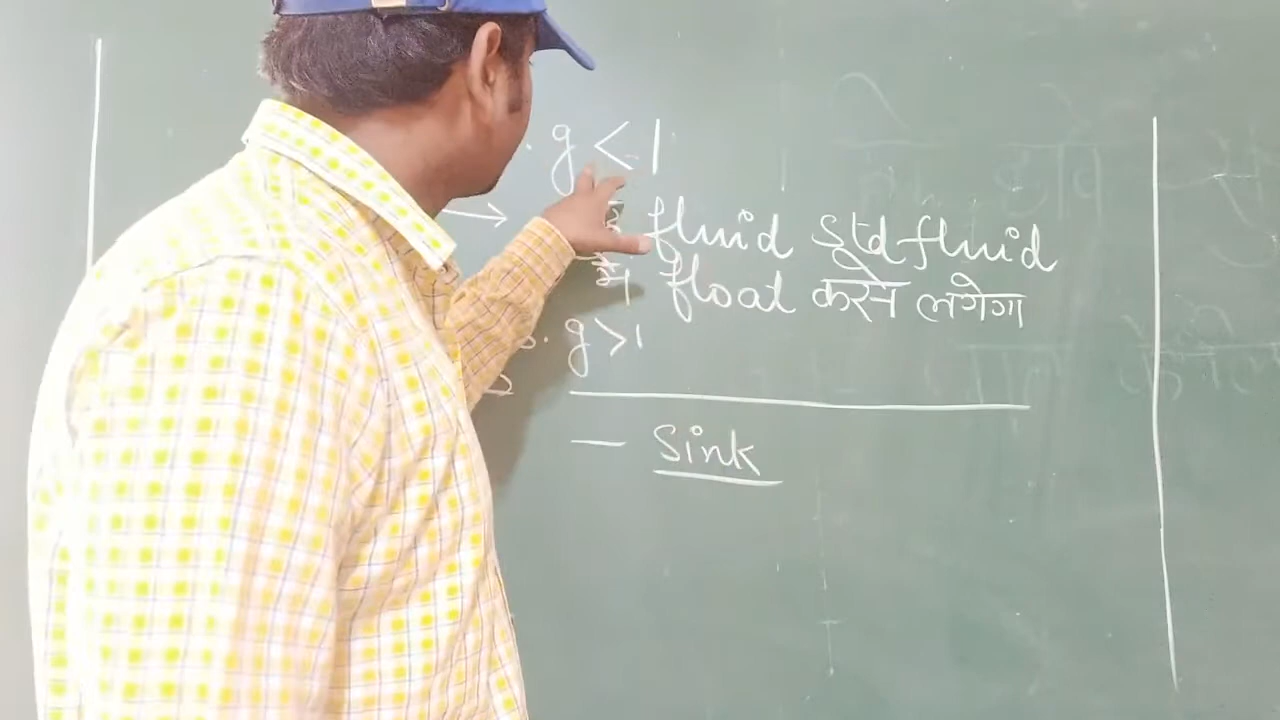 . g < 1
→ fluid std fluid
में float करने लगेगा
. g > 1
— Sink